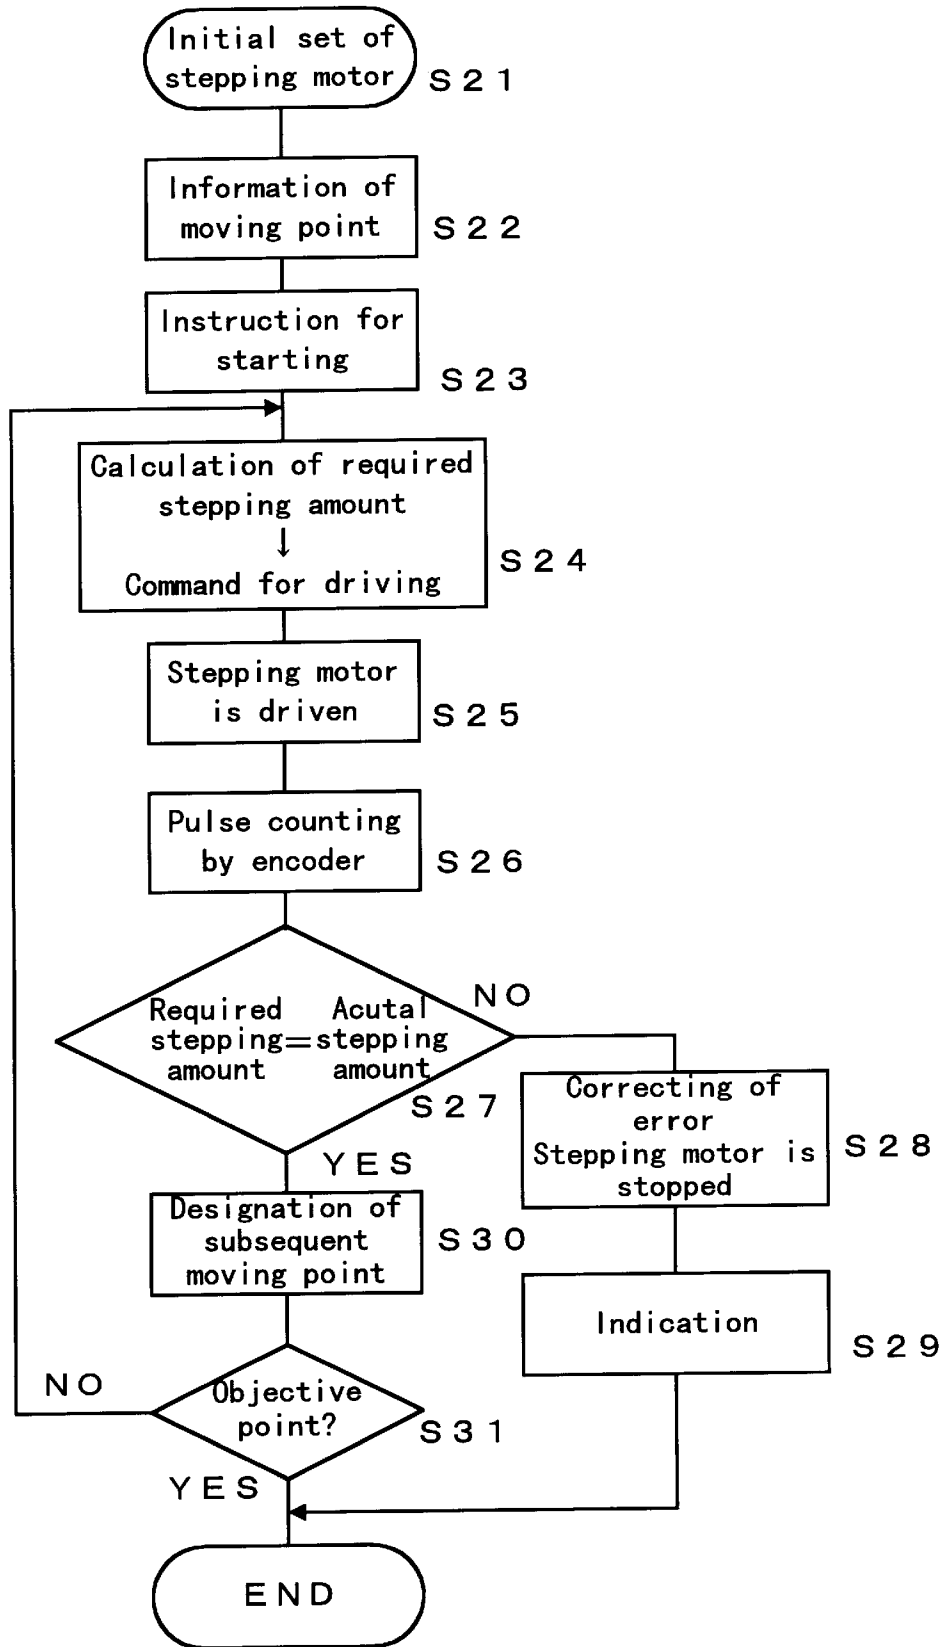 Initial set of
stepping motor
S21
Information of
moving point
S22
Instruction for
starting
S23
Calculation of required
stepping amount
↓
Command for driving
S24
Stepping motor
is driven
S25
Pulse counting
by encoder
S26
Required
stepping
amount
=
Acutal
stepping
amount
S27
NO
Correcting of
error
Stepping motor is
stopped
S28
Indication
S29
YES
Designation of
subsequent
moving point
S30
Objective
point?
S31
NO
YES
END